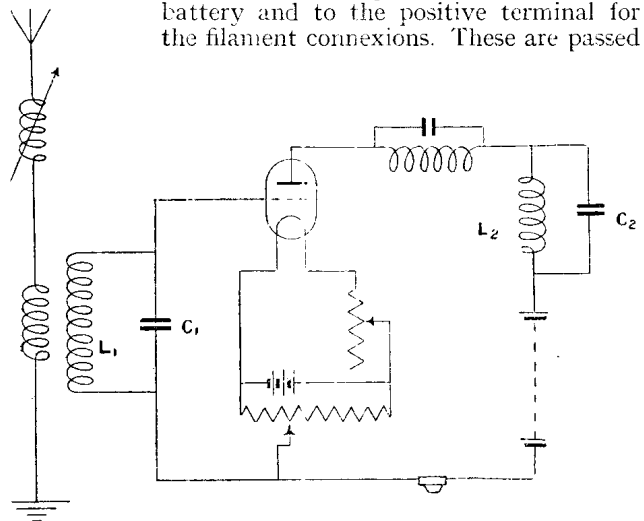 battery and to the positive terminal for
the filament connexions. These are passed
L₁
C₁
L₂
C₂